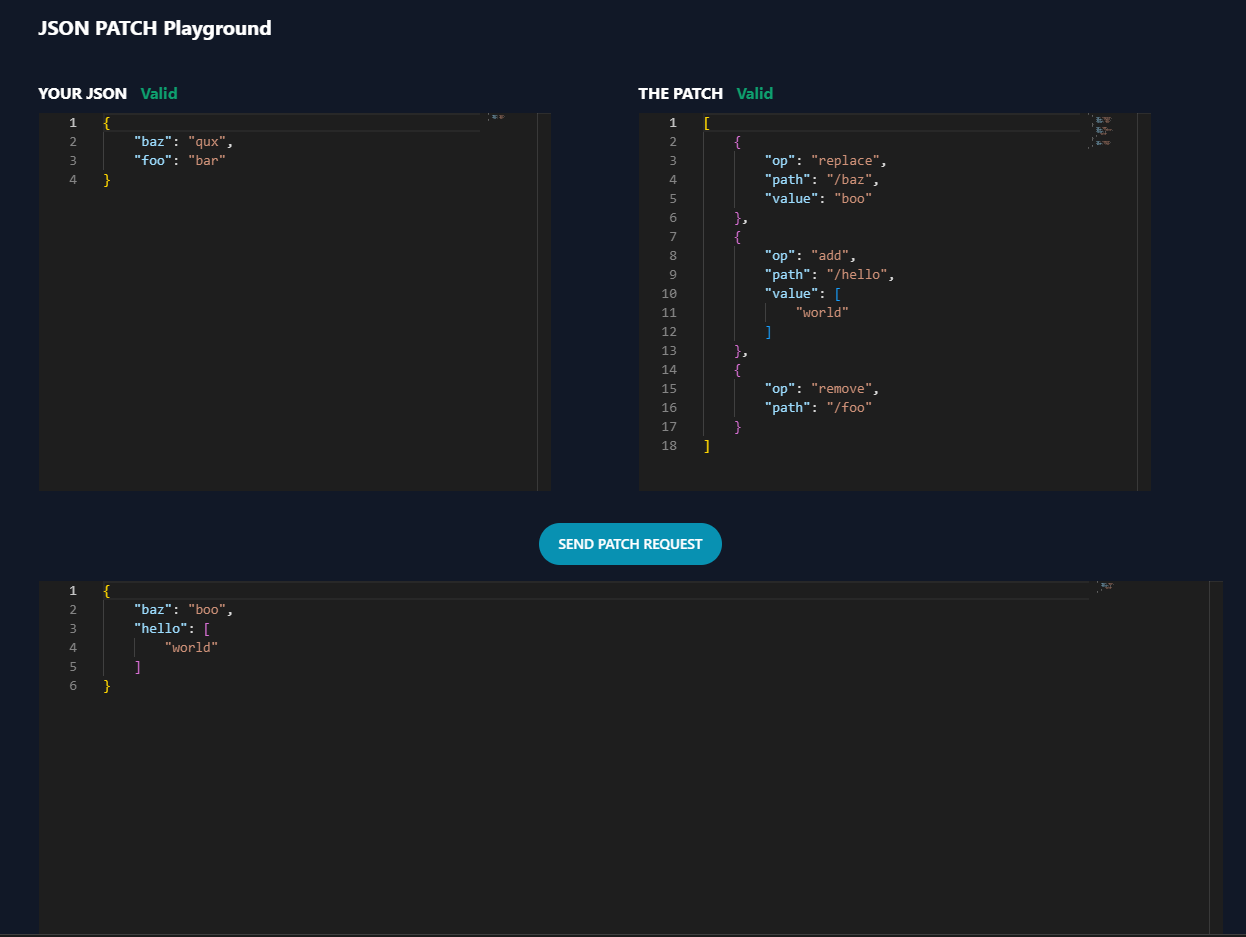 JSON PATCH Playground
YOUR JSON Valid
1 {
2 "baz": "qux",
3 "foo": "bar"
4 }
THE PATCH Valid
1 [
2 {
3 "op": "replace",
4 "path": "/baz",
5 "value": "boo"
6 },
7 {
8 "op": "add",
9 "path": "/hello",
10 "value": [
11 "world"
12 ]
13 },
14 {
15 "op": "remove",
16 "path": "/foo"
17 }
18 ]
SEND PATCH REQUEST
1 {
2 "baz": "boo",
3 "hello": [
4 "world"
5 ]
6 }